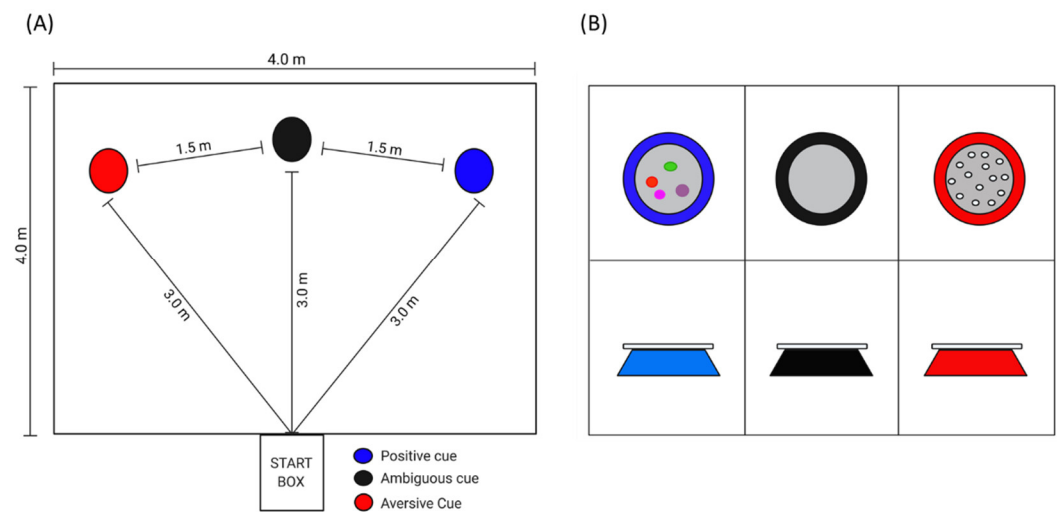 (A)
(B)
4.0 m
1.5 m
1.5 m
4.0 m
3.0 m
3.0 m
3.0 m
START
BOX
Positive cue
Ambiguous cue
Aversive Cue